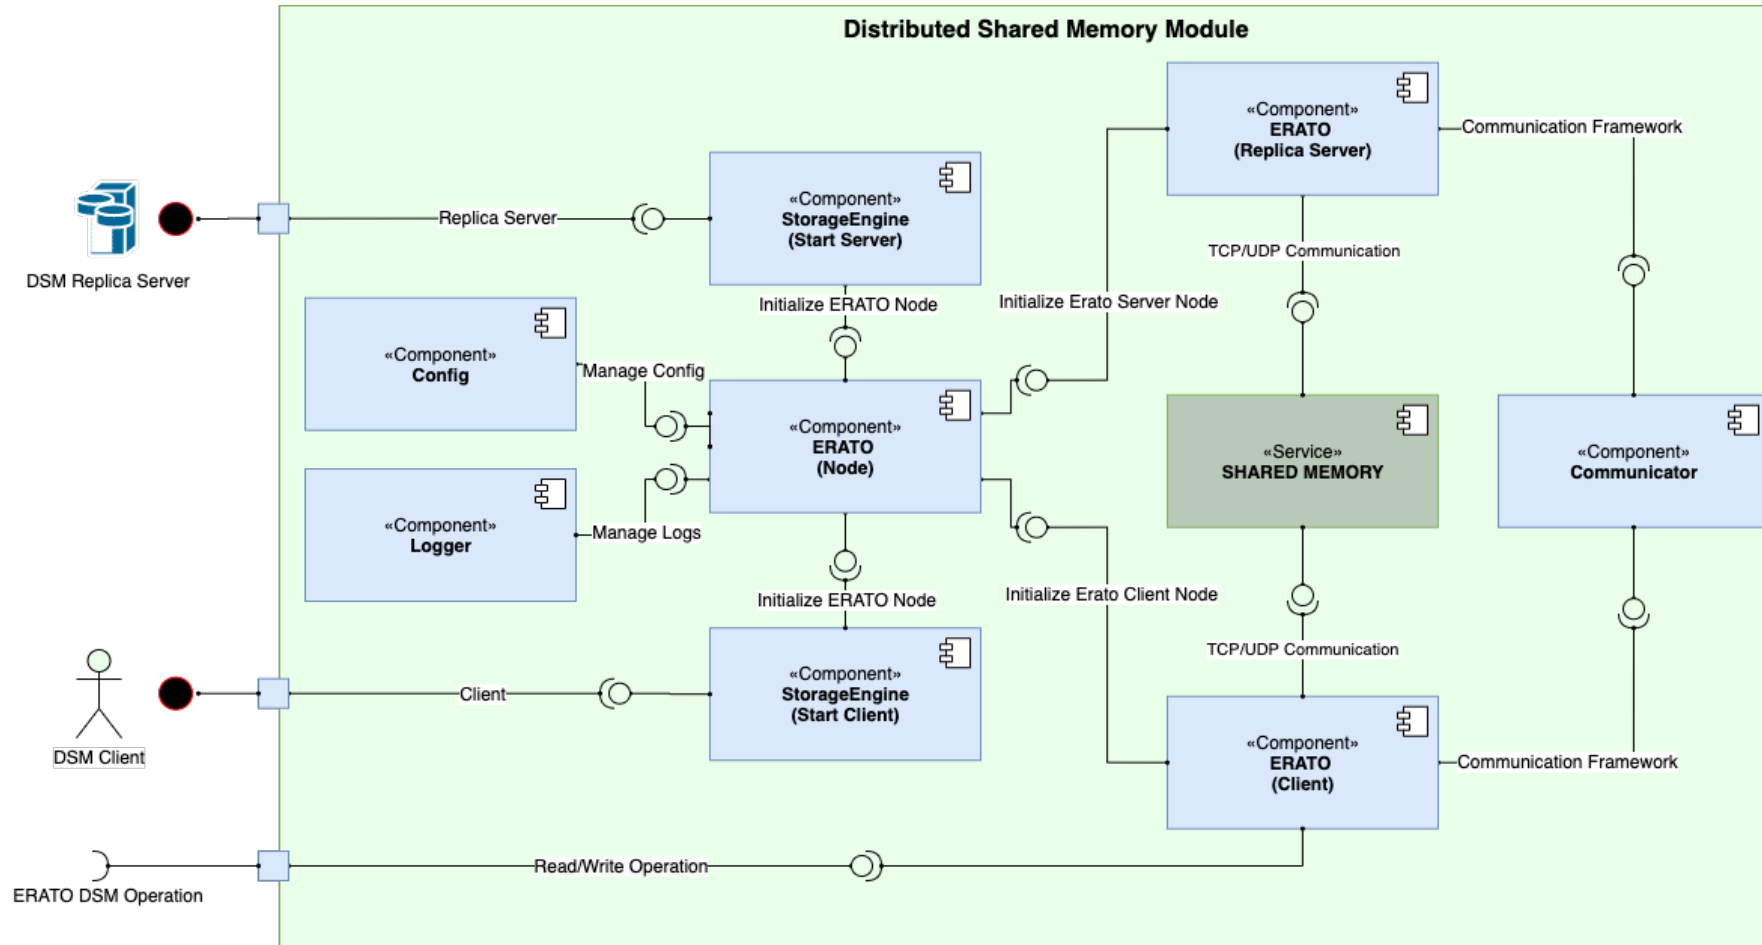 Distributed Shared Memory Module
«Component»
ERATO
(Replica Server)
Communication Framework
«Component»
StorageEngine
(Start Server)
Replica Server
DSM Replica Server
TCP/UDP Communication
Initialize ERATO Node
Initialize Erato Server Node
«Component»
Config
Manage Config
«Component»
ERATO
(Node)
«Service»
SHARED MEMORY
«Component»
Communicator
«Component»
Logger
Manage Logs
Initialize ERATO Node
Initialize Erato Client Node
TCP/UDP Communication
«Component»
StorageEngine
(Start Client)
Client
DSM Client
«Component»
ERATO
(Client)
Communication Framework
Read/Write Operation
ERATO DSM Operation